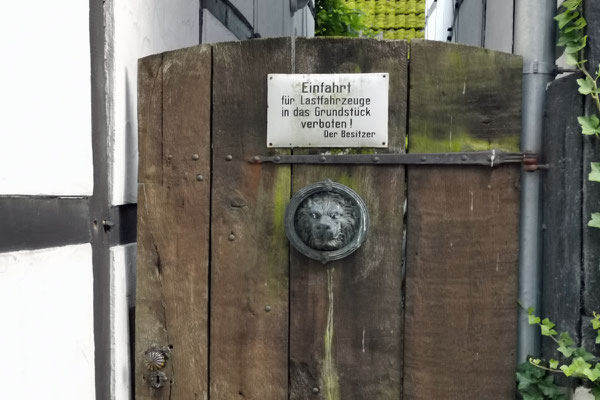 Einfahrt
für Lastfahrzeuge
in das Grundstück
verboten!
Der Besitzer